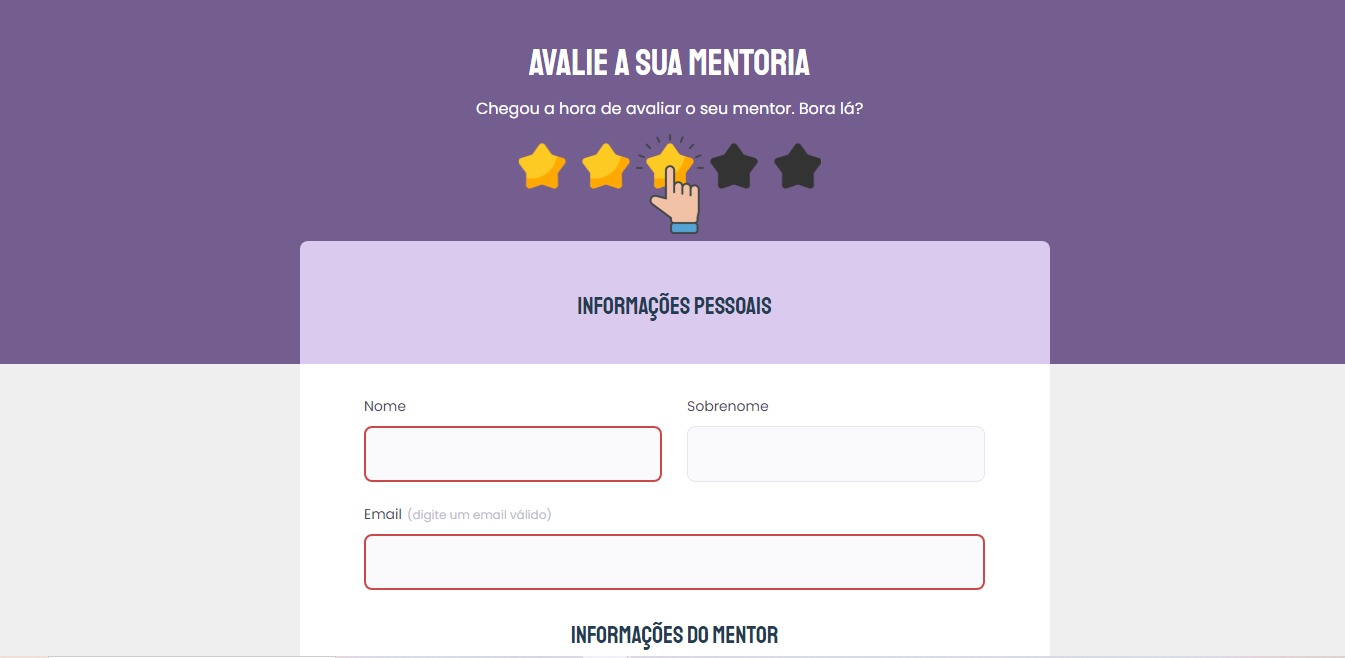 AVALIE A SUA MENTORIA
Chegou a hora de avaliar o seu mentor. Bora lá?
INFORMAÇÕES PESSOAIS
Nome
Sobrenome
Email (digite um email válido)
INFORMAÇÕES DO MENTOR